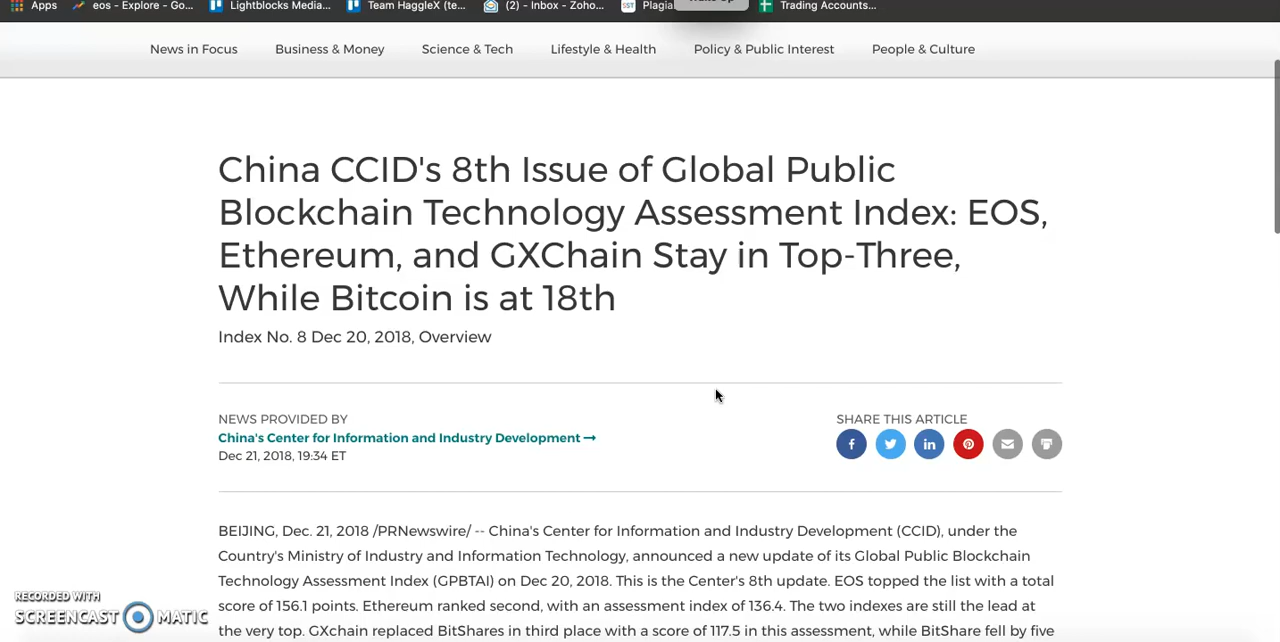 Apps eos - Explore - Go... Lightblocks Media... Team HaggleX (te... (2) - Inbox - Zoho... Plagia Trading Accounts...
News in Focus Business & Money Science & Tech Lifestyle & Health Policy & Public Interest People & Culture
China CCID's 8th Issue of Global Public
Blockchain Technology Assessment Index: EOS,
Ethereum, and GXChain Stay in Top-Three,
While Bitcoin is at 18th
Index No. 8 Dec 20, 2018, Overview
NEWS PROVIDED BY
China's Center for Information and Industry Development →
Dec 21, 2018, 19:34 ET
SHARE THIS ARTICLE
BEIJING, Dec. 21, 2018 /PRNewswire/ -- China's Center for Information and Industry Development (CCID), under the
Country's Ministry of Industry and Information Technology, announced a new update of its Global Public Blockchain
Technology Assessment Index (GPBTAI) on Dec 20, 2018. This is the Center's 8th update. EOS topped the list with a total
score of 156.1 points. Ethereum ranked second, with an assessment index of 136.4. The two indexes are still the lead at
the very top. GXchain replaced BitShares in third place with a score of 117.5 in this assessment, while BitShare fell by five
RECORDED WITH
SCREENCAST MATIC